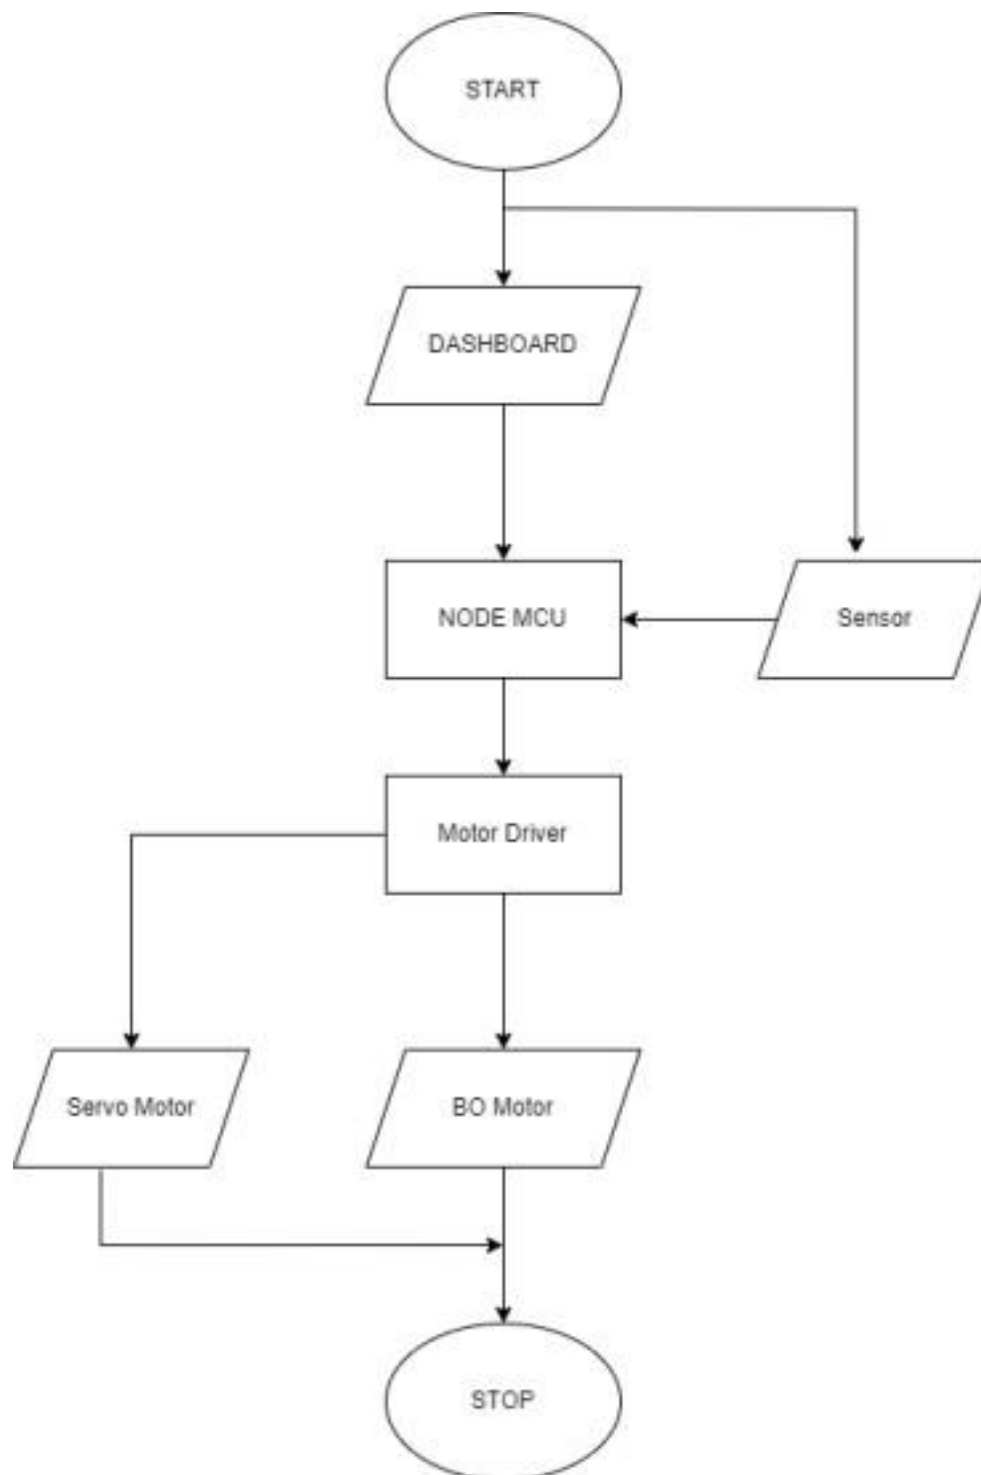 START
DASHBOARD
NODE MCU
Sensor
Motor Driver
Servo Motor
BO Motor
STOP